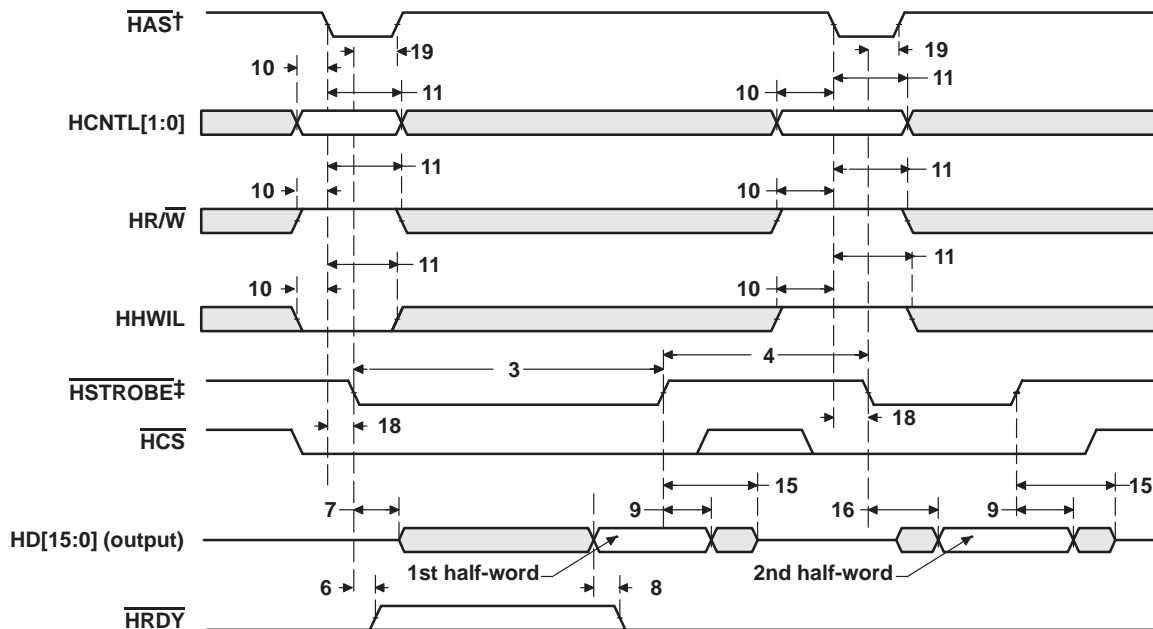 HAS†
19
19
10
11
10
11
HCNTL[1:0]
11
11
10
10
HR/W
11
11
10
10
HHWIL
3
4
HSTROBE‡
18
18
HCS
15
15
7
9
16
9
HD[15:0] (output)
1st half-word
2nd half-word
6
8
HRDY